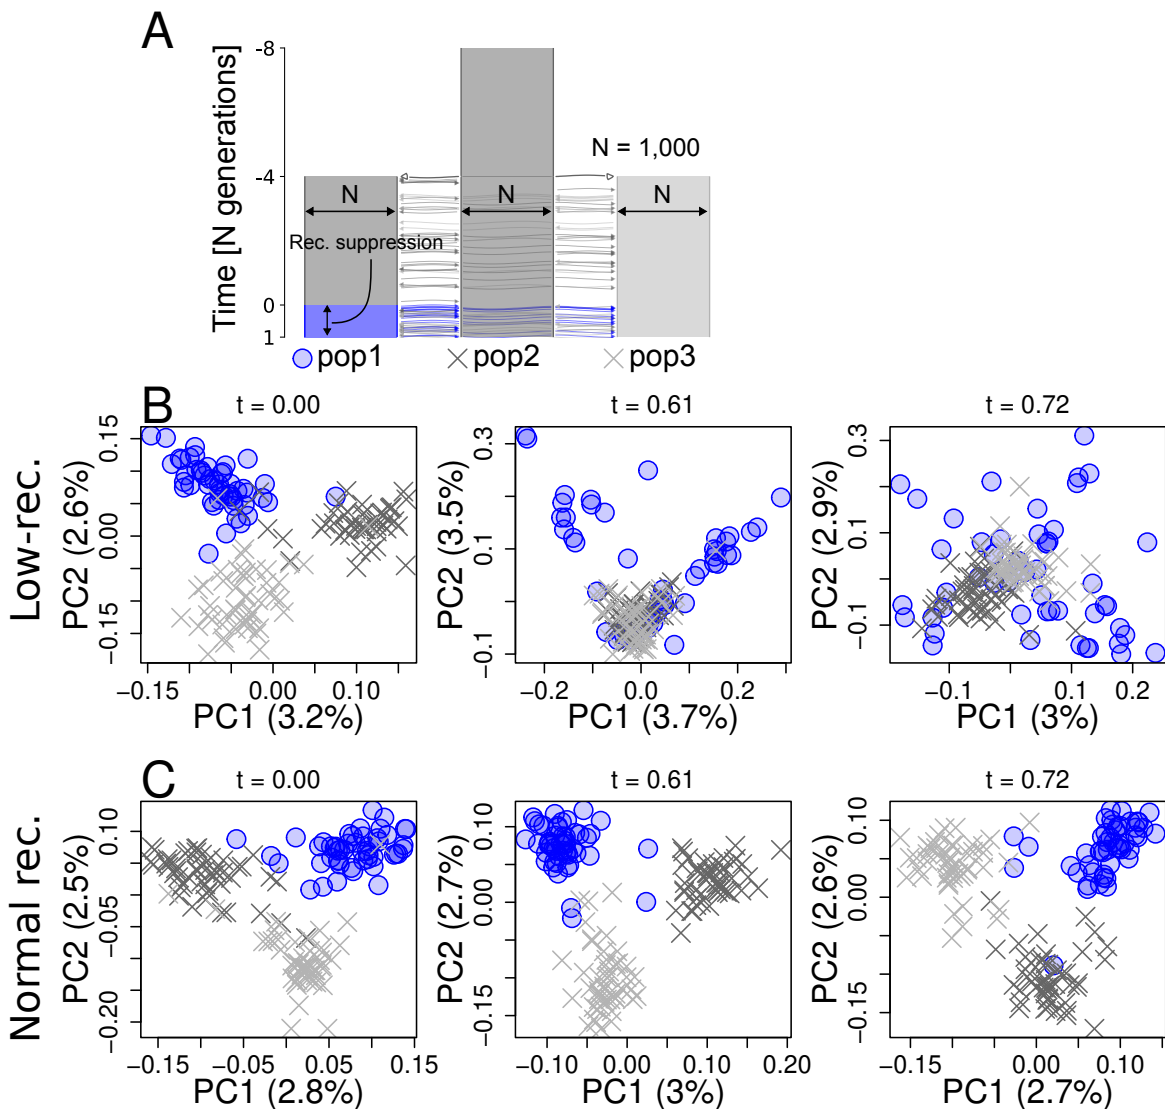 A
Time [N generations]
-8
-4
0
1
N = 1,000
N
N
N
Rec. suppression
pop1
pop2
pop3
B
Low-rec.
t = 0.00
PC2 (2.6%)
0.15
0.00
−0.15
−0.15
0.00
0.10
PC1 (3.2%)
t = 0.61
PC2 (3.5%)
0.3
0.1
−0.1
−0.2
0.0
0.2
PC1 (3.7%)
t = 0.72
PC2 (2.9%)
0.3
0.1
−0.1
−0.1
0.1
0.2
PC1 (3%)
C
Normal rec.
t = 0.00
PC2 (2.5%)
0.10
−0.05
−0.20
−0.15
0.00
0.15
PC1 (2.8%)
t = 0.61
PC2 (2.7%)
0.10
0.00
−0.15
−0.10
0.00
0.10
0.20
PC1 (3%)
t = 0.72
PC2 (2.6%)
0.10
0.00
−0.15
−0.15
0.00
0.10
PC1 (2.7%)